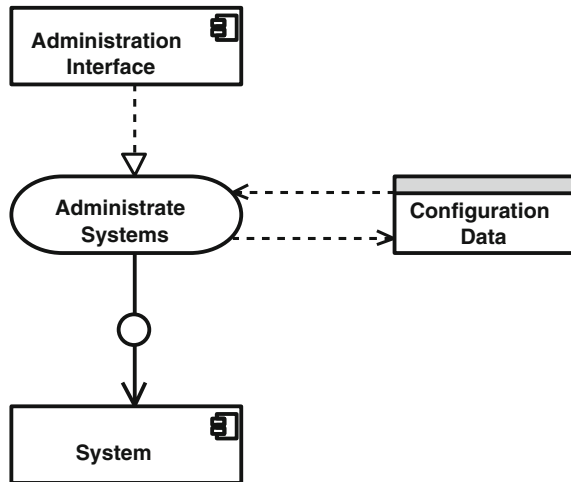 Administration
Interface
Administrate
Systems
Configuration
Data
System